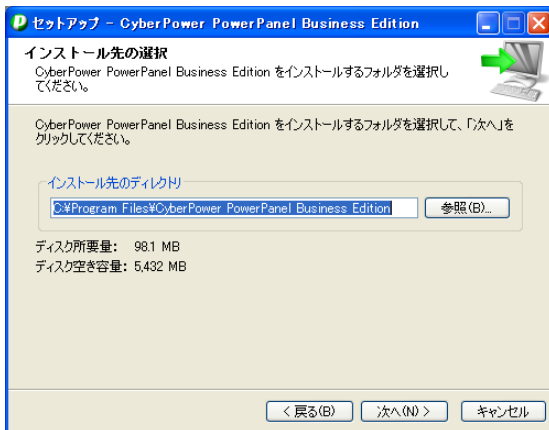 セットアップ - CyberPower PowerPanel Business Edition
インストール先の選択
CyberPower PowerPanel Business Edition をインストールするフォルダを選択し
てください。
CyberPower PowerPanel Business Edition をインストールするフォルダを選択して、「次へ」を
クリックしてください。
インストール先のディレクトリ
C:¥Program Files¥CyberPower PowerPanel Business Edition
参照(B)...
ディスク所要量: 98.1 MB
ディスク空き容量: 5,432 MB
< 戻る(B)
次へ(N) >
キャンセル